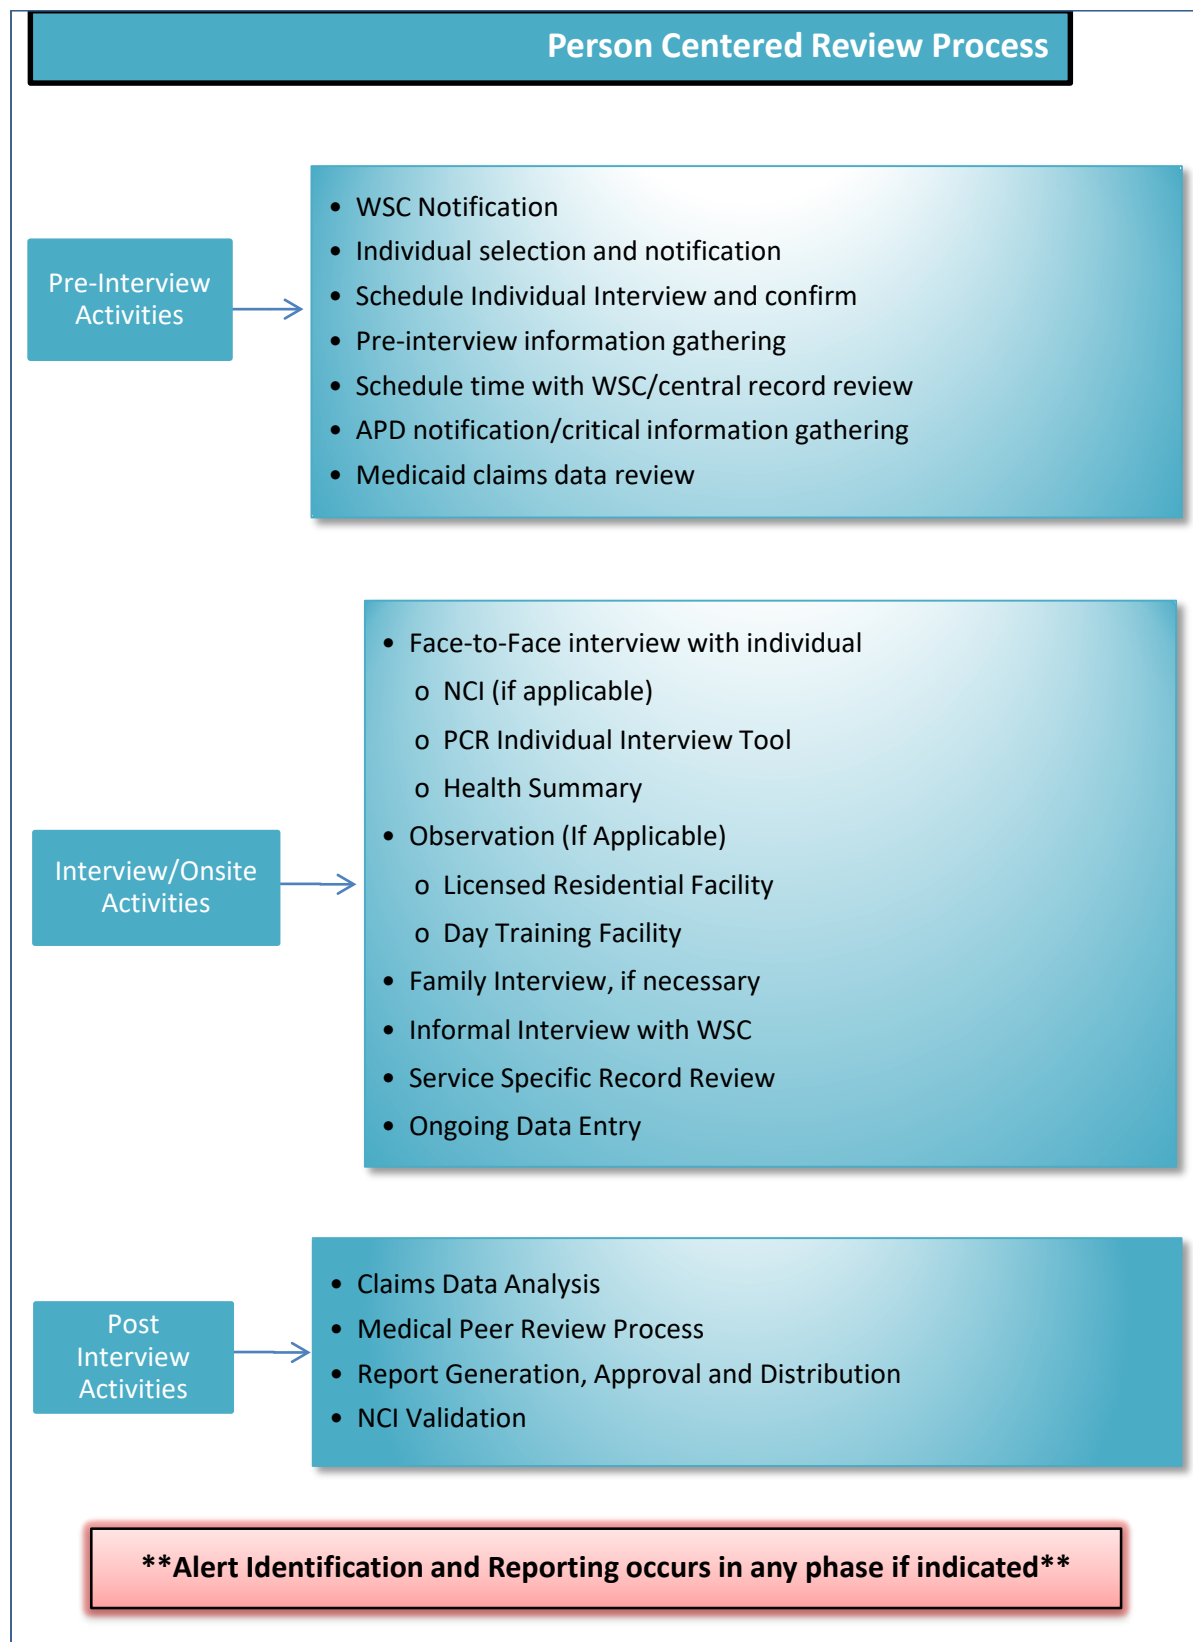 Person Centered Review Process
Pre-Interview
Activities
• WSC Notification
• Individual selection and notification
• Schedule Individual Interview and confirm
• Pre-interview information gathering
• Schedule time with WSC/central record review
• APD notification/critical information gathering
• Medicaid claims data review
Interview/Onsite
Activities
• Face-to-Face interview with individual
o NCI (if applicable)
o PCR Individual Interview Tool
o Health Summary
• Observation (If Applicable)
o Licensed Residential Facility
o Day Training Facility
• Family Interview, if necessary
• Informal Interview with WSC
• Service Specific Record Review
• Ongoing Data Entry
Post
Interview
Activities
• Claims Data Analysis
• Medical Peer Review Process
• Report Generation, Approval and Distribution
• NCI Validation
**Alert Identification and Reporting occurs in any phase if indicated**